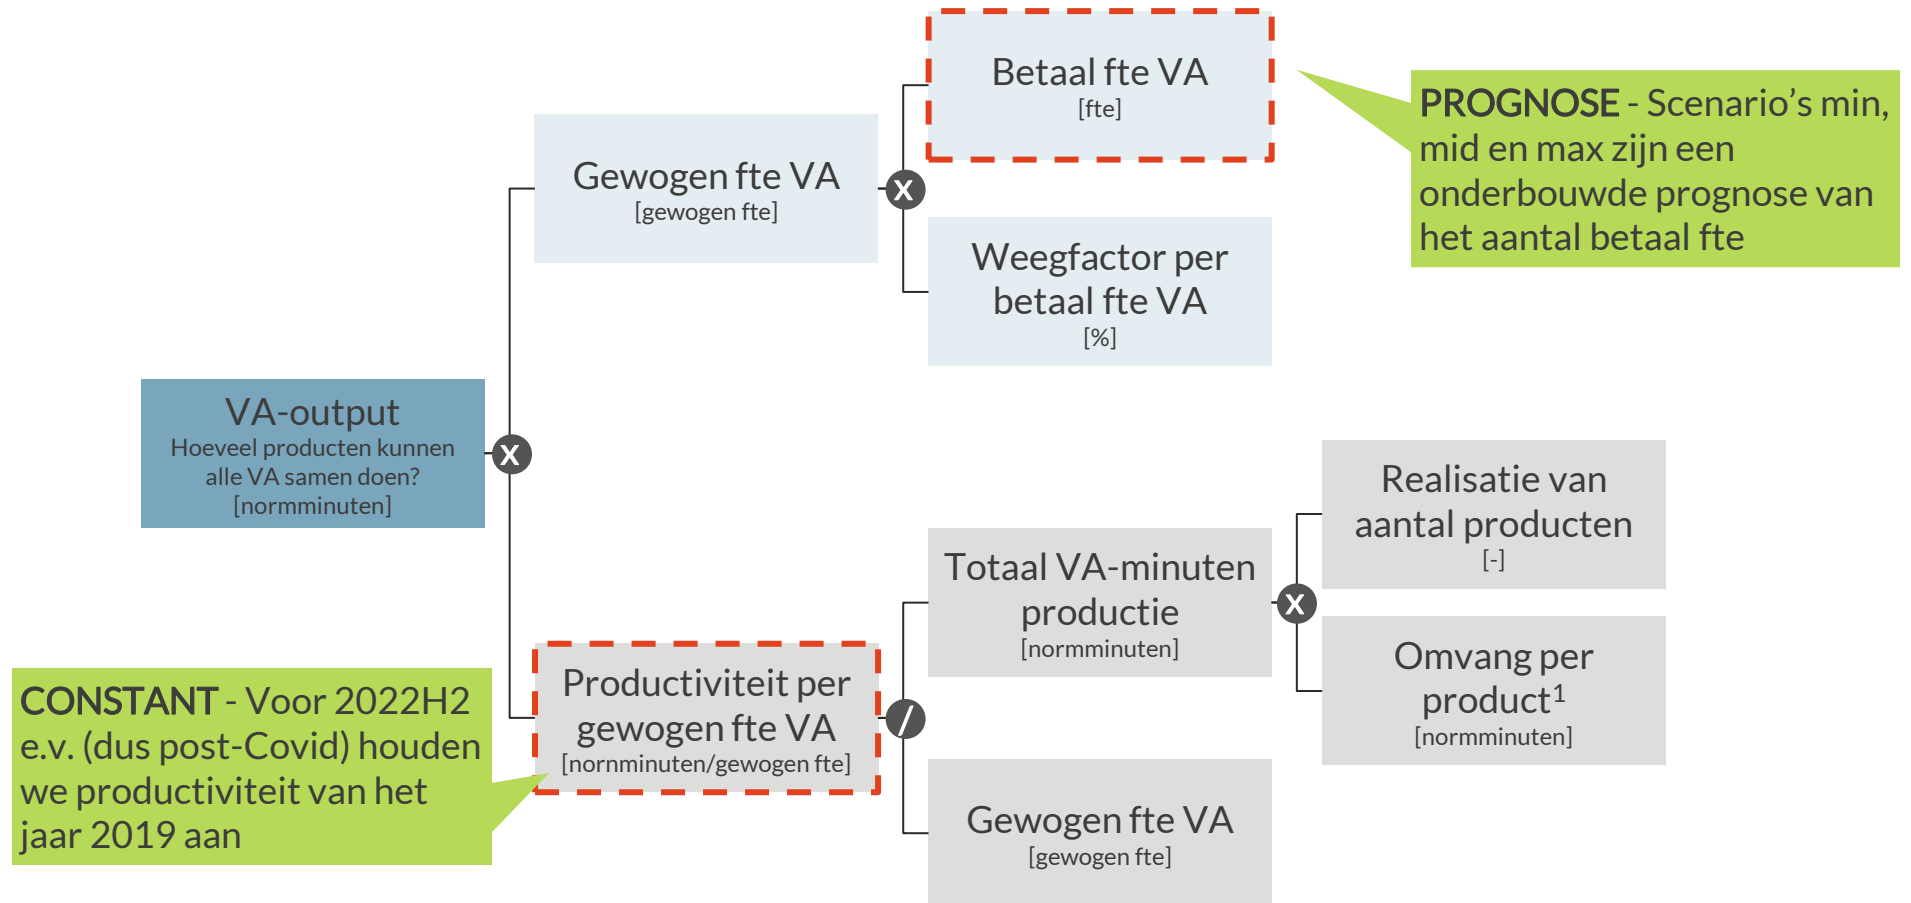 Betaal fte VA
[fte]
PROGNOSE - Scenario's min,
mid en max zijn een
onderbouwde prognose van
het aantal betaal fte
Gewogen fte VA
[gewogen fte]
X
Weegfactor per
betaal fte VA
[%]
VA-output
Hoeveel producten kunnen
alle VA samen doen?
[normminuten]
X
Realisatie van
aantal producten
[-]
Totaal VA-minuten
productie
[normminuten]
X
Omvang per
product¹
[normminuten]
CONSTANT - Voor 2022H2
e.v. (dus post-Covid) houden
we productiviteit van het
jaar 2019 aan
Productiviteit per
gewogen fte VA
[nornminuten/gewogen fte]
/
Gewogen fte VA
[gewogen fte]